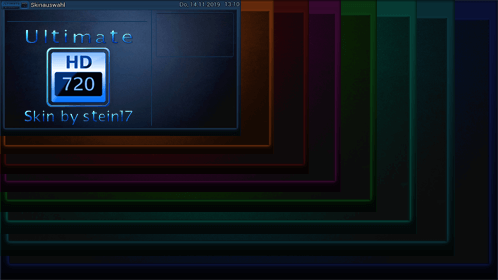 Skinauswahl
Do. 14.11.2019 13:10
Ultimate
HD
720
Skin by stein17